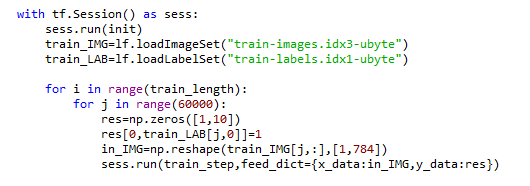 with tf.Session() as sess:
    sess.run(init)
    train_IMG=lf.loadImageSet("train-images.idx3-ubyte")
    train_LAB=lf.loadLabelSet("train-labels.idx1-ubyte")

    for i in range(train_length):
        for j in range(60000):
            res=np.zeros([1,10])
            res[0,train_LAB[j,0]]=1
            in_IMG=np.reshape(train_IMG[j,:],[1,784])
            sess.run(train_step,feed_dict={x_data:in_IMG,y_data:res})